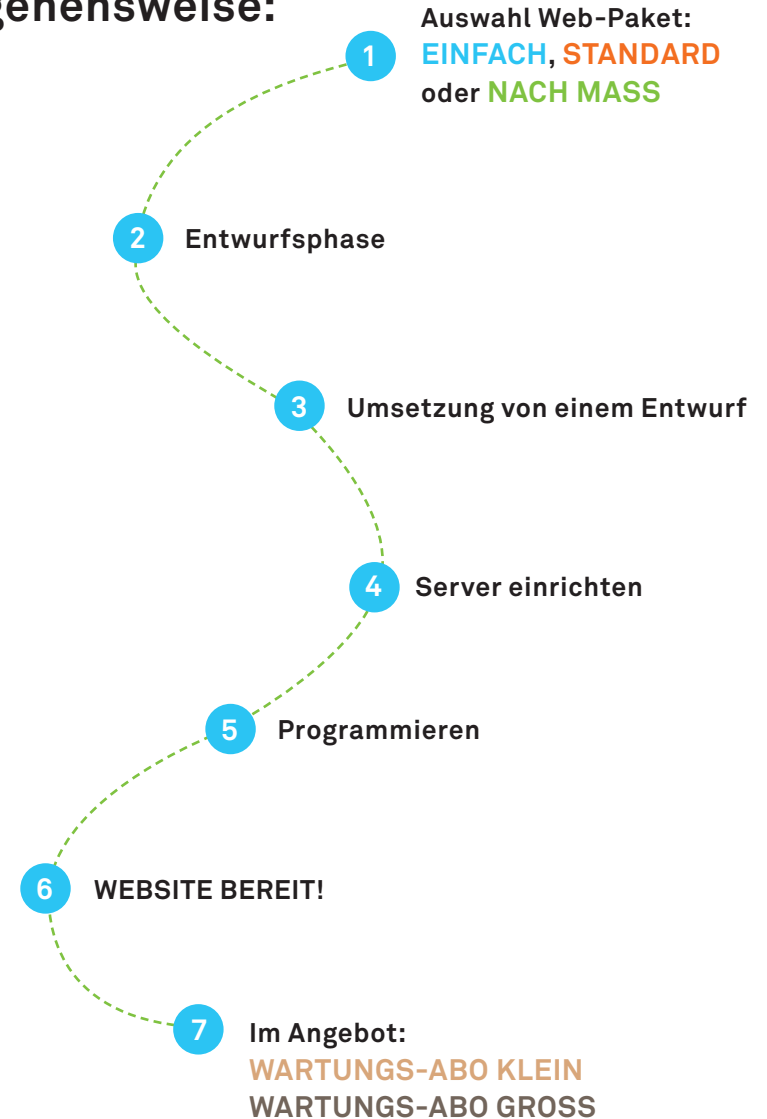 gehensweise:
1
Auswahl Web-Paket:
EINFACH, STANDARD
oder NACH MASS
2
Entwurfsphase
3
Umsetzung von einem Entwurf
4
Server einrichten
5
Programmieren
6
WEBSITE BEREIT!
7
Im Angebot:
WARTUNGS-ABO KLEIN
WARTUNGS-ABO GROSS